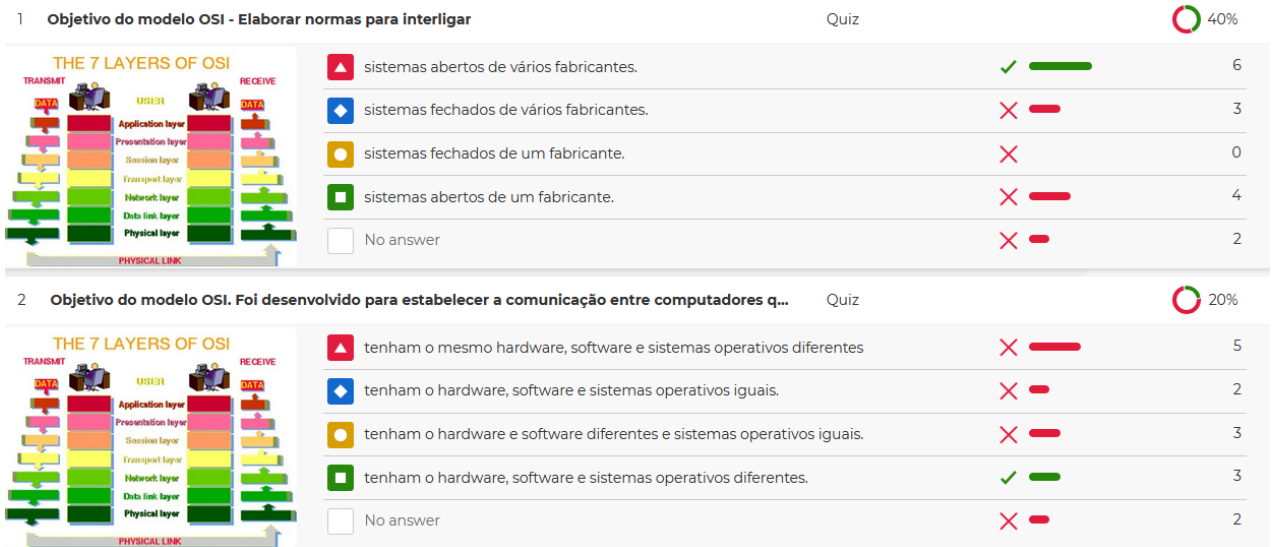 1 Objetivo do modelo OSI - Elaborar normas para interligar Quiz 40%
THE 7 LAYERS OF OSI
TRANSMIT RECEIVE
DATA USER DATA
Application layer
Presentation layer
Session layer
Transport layer
Network layer
Data link layer
Physical layer
PHYSICAL LINK
sistemas abertos de vários fabricantes. 6
sistemas fechados de vários fabricantes. 3
sistemas fechados de um fabricante. 0
sistemas abertos de um fabricante. 4
No answer 2
2 Objetivo do modelo OSI. Foi desenvolvido para estabelecer a comunicação entre computadores q... Quiz 20%
THE 7 LAYERS OF OSI
TRANSMIT RECEIVE
DATA USER DATA
Application layer
Presentation layer
Session layer
Transport layer
Network layer
Data link layer
Physical layer
PHYSICAL LINK
tenham o mesmo hardware, software e sistemas operativos diferentes 5
tenham o hardware, software e sistemas operativos iguais. 2
tenham o hardware e software diferentes e sistemas operativos iguais. 3
tenham o hardware, software e sistemas operativos diferentes. 3
No answer 2